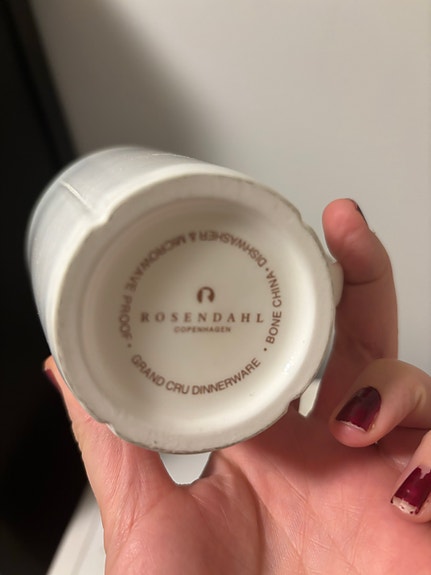 ROSENDAHL
COPENHAGEN
GRAND CRU DINNERWARE • BONE CHINA • DISHWASHER & MICROWAVE PROOF •